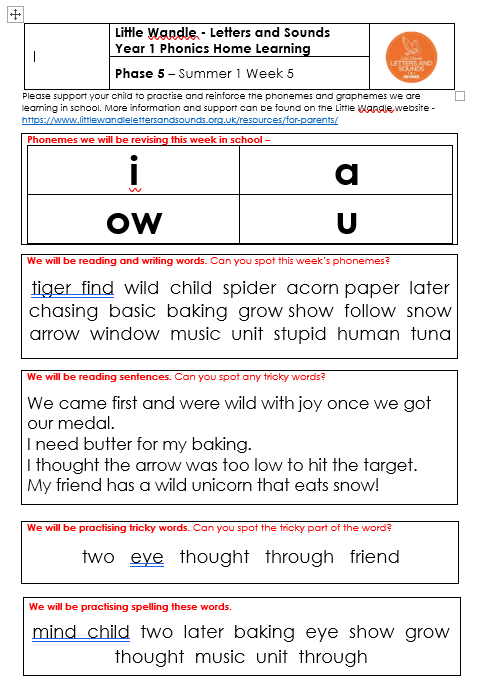 Little Wandle - Letters and Sounds
Year 1 Phonics Home Learning
LETTERS AND
SOUNDS
REVISED
Phase 5 – Summer 1 Week 5
Please support your child to practise and reinforce the phonemes and graphemes we are
learning in school. More information and support can be found on the Little Wandle website -
https://www.littlewandlelettersandsounds.org.uk/resources/for-parents/
Phonemes we will be revising this week in school –
i a
ow u
We will be reading and writing words. Can you spot this week's phonemes?
tiger find wild child spider acorn paper later
chasing basic baking grow show follow snow
arrow window music unit stupid human tuna
We will be reading sentences. Can you spot any tricky words?
We came first and were wild with joy once we got
our medal.
I need butter for my baking.
I thought the arrow was too low to hit the target.
My friend has a wild unicorn that eats snow!
We will be practising tricky words. Can you spot the tricky part of the word?
two eye thought through friend
We will be practising spelling these words.
mind child two later baking eye show grow
thought music unit through